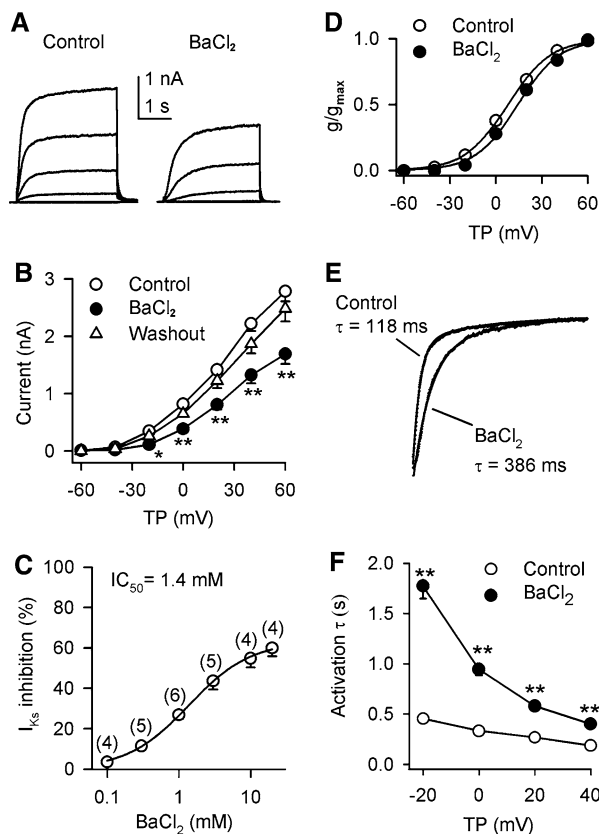 A
Control
BaCl2
1 nA
1 s
B
Control
BaCl2
Washout
Current (nA)
3
2
1
0
*
**
**
**
**
-60
-30
0
30
60
TP (mV)
C
IC50= 1.4 mM
IKs inhibition (%)
100
80
60
40
20
0
(4)
(5)
(6)
(5)
(4)
(4)
0.1
1
10
BaCl2 (mM)
D
Control
BaCl2
g/gmax
1.0
0.5
0.0
-60
-30
0
30
60
TP (mV)
E
Control
τ = 118 ms
BaCl2
τ = 386 ms
F
Control
BaCl2
Activation τ (s)
2.0
1.5
1.0
0.5
0.0
**
**
**
**
-20
0
20
40
TP (mV)